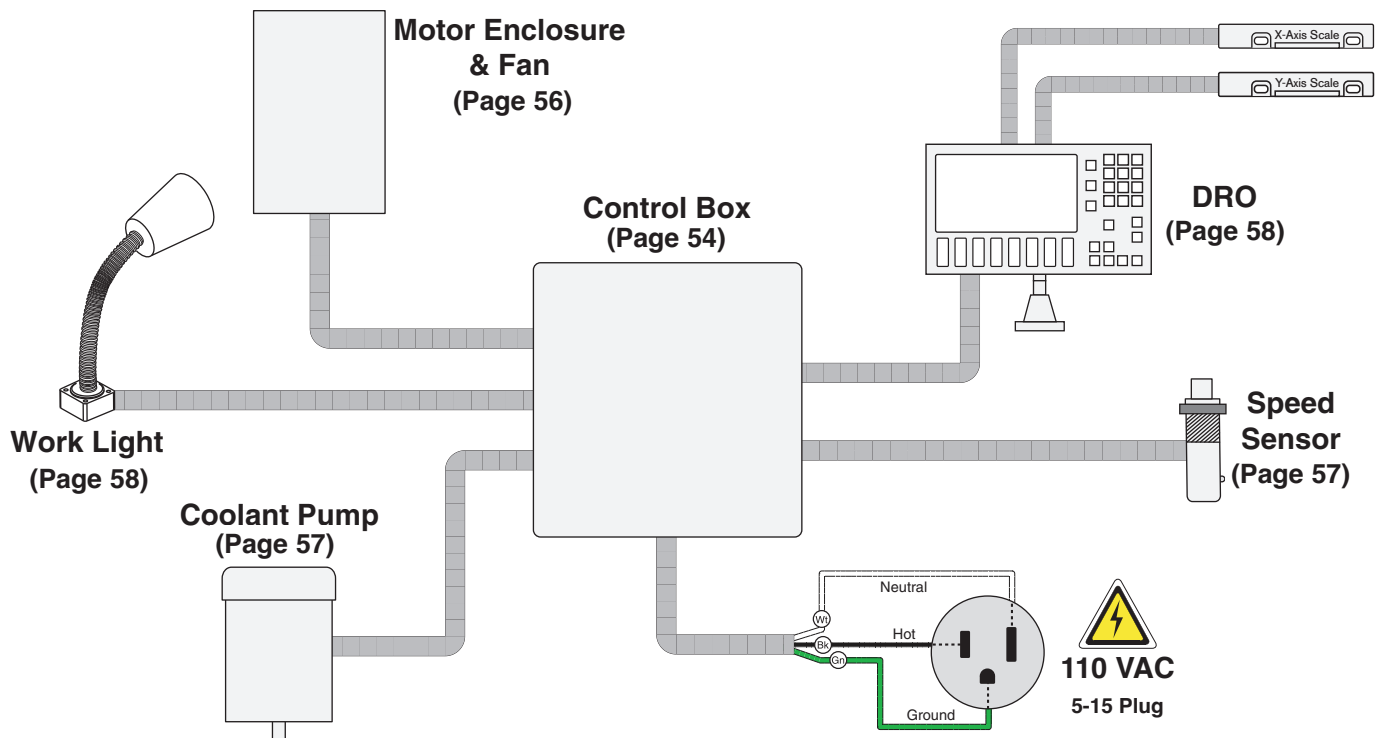 Motor Enclosure
& Fan
(Page 56)
X-Axis Scale
Y-Axis Scale
DRO
(Page 58)
Control Box
(Page 54)
Work Light
(Page 58)
Speed
Sensor
(Page 57)
Coolant Pump
(Page 57)
Neutral
Wt
Hot
Bk
Gn
Ground
110 VAC
5-15 Plug